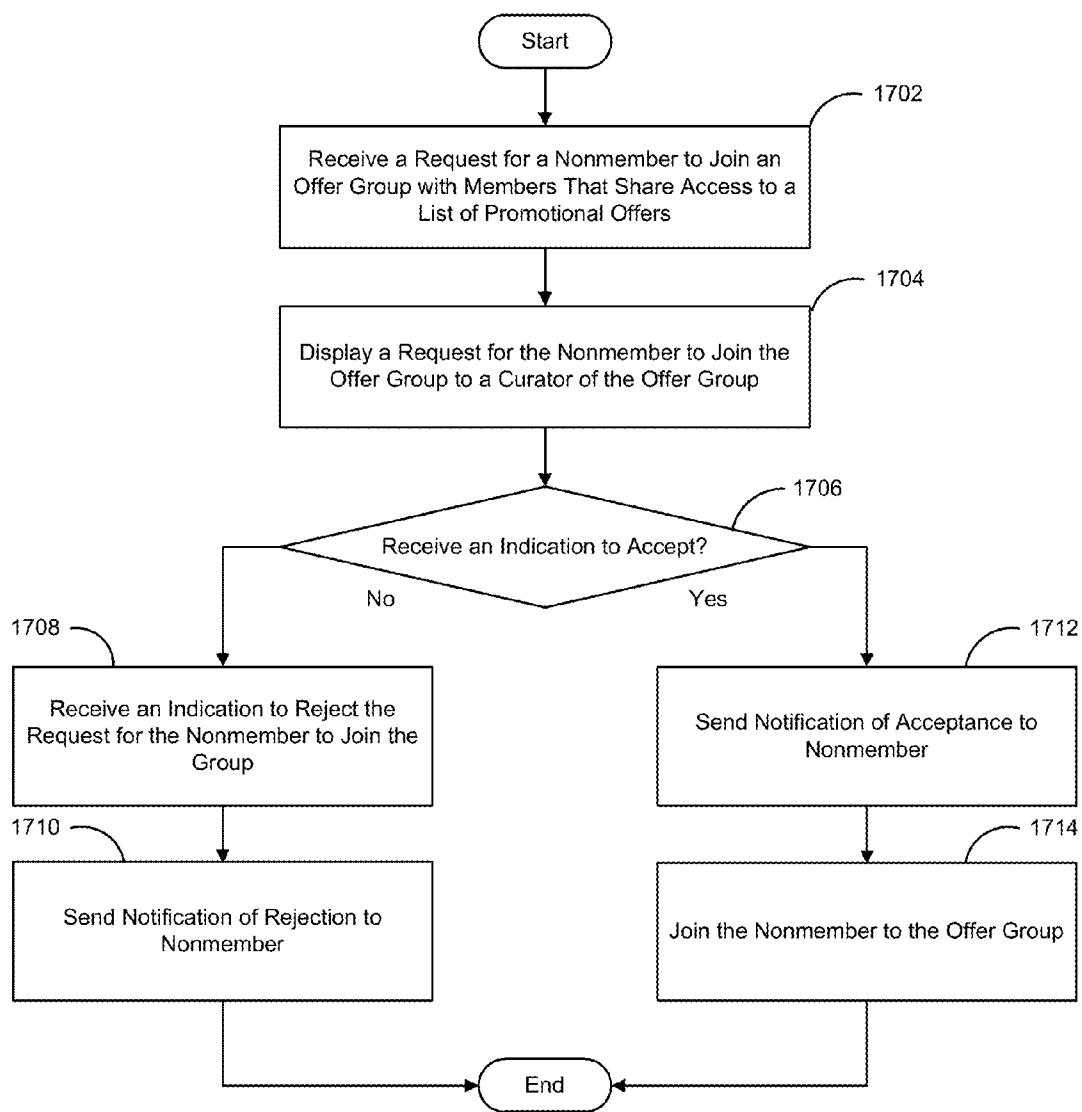 Start
1702
Receive a Request for a Nonmember to Join an
Offer Group with Members That Share Access to a
List of Promotional Offers
1704
Display a Request for the Nonmember to Join the
Offer Group to a Curator of the Offer Group
1706
Receive an Indication to Accept?
No
Yes
1708
Receive an Indication to Reject the
Request for the Nonmember to Join the
Group
1712
Send Notification of Acceptance to
Nonmember
1710
Send Notification of Rejection to
Nonmember
1714
Join the Nonmember to the Offer Group
End